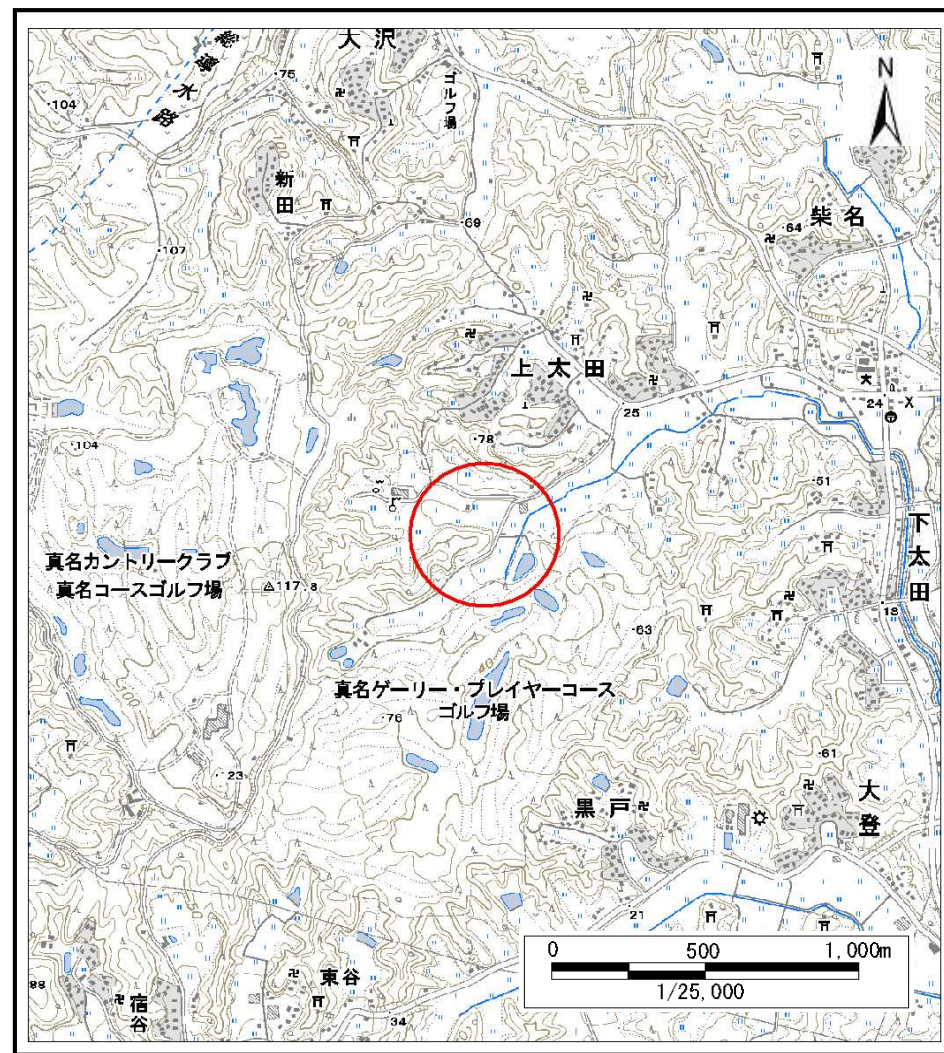 大沢
ゴルフ場
N
導水路
75
104
新田
柴名
64
69
107
上太田
25
24
X
104
78
51
下太田
真名カントリークラブ
真名コースゴルフ場
117.8
18
63
真名ゲーリー・プレイヤーコース
ゴルフ場
76
61
23
黒戸
大登
21
0 500 1,000m
1/25,000
東谷
宿谷
88
34